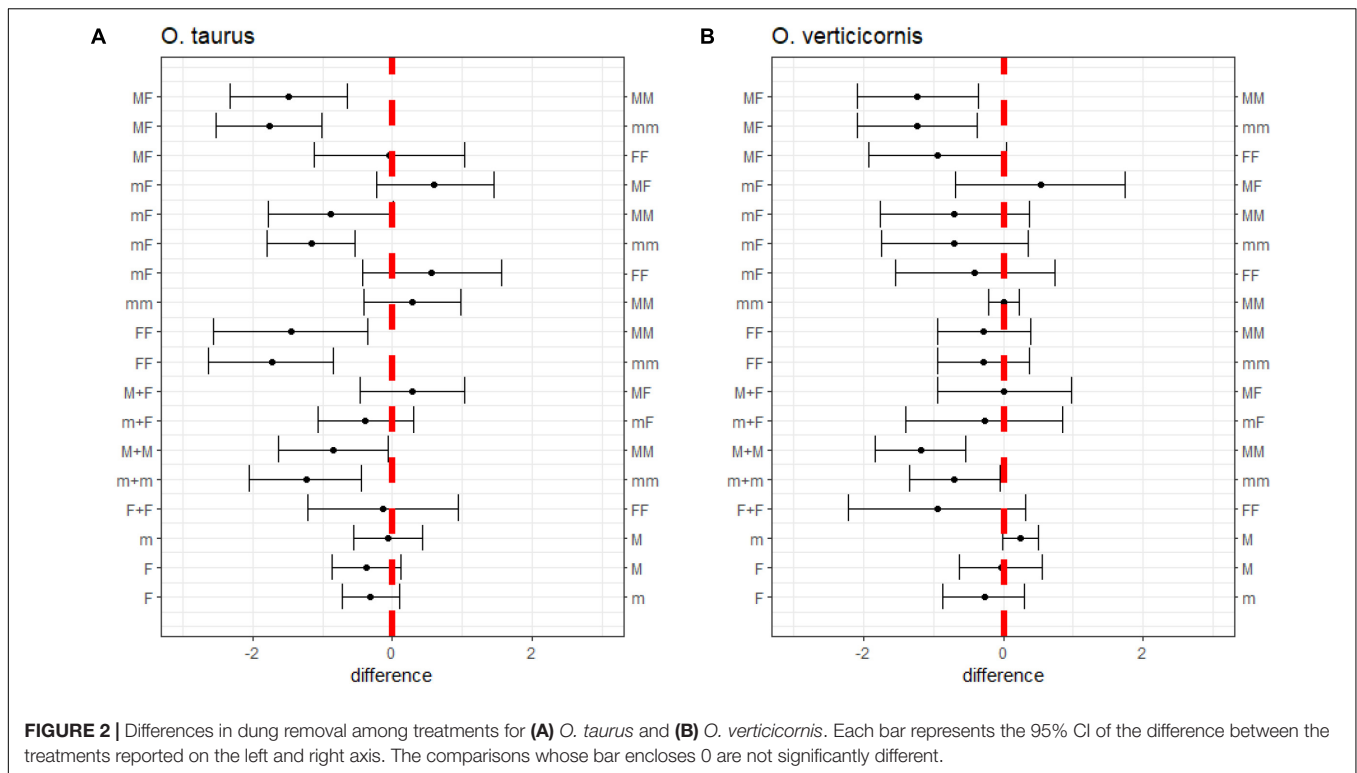 A O. taurus
MF MM
MF mm
MF FF
mF MF
mF MM
mF mm
mF FF
mm MM
FF MM
FF mm
M+F MF
m+F mF
M+M MM
m+m mm
F+F FF
m M
F M
F m
-2 0 2
difference
B O. verticicornis
MF MM
MF mm
MF FF
mF MF
mF MM
mF mm
mF FF
mm MM
FF MM
FF mm
M+F MF
m+F mF
M+M MM
m+m mm
F+F FF
m M
F M
F m
-2 0 2
difference
FIGURE 2 | Differences in dung removal among treatments for (A) O. taurus and (B) O. verticicornis. Each bar represents the 95% CI of the difference between the
treatments reported on the left and right axis. The comparisons whose bar encloses 0 are not significantly different.